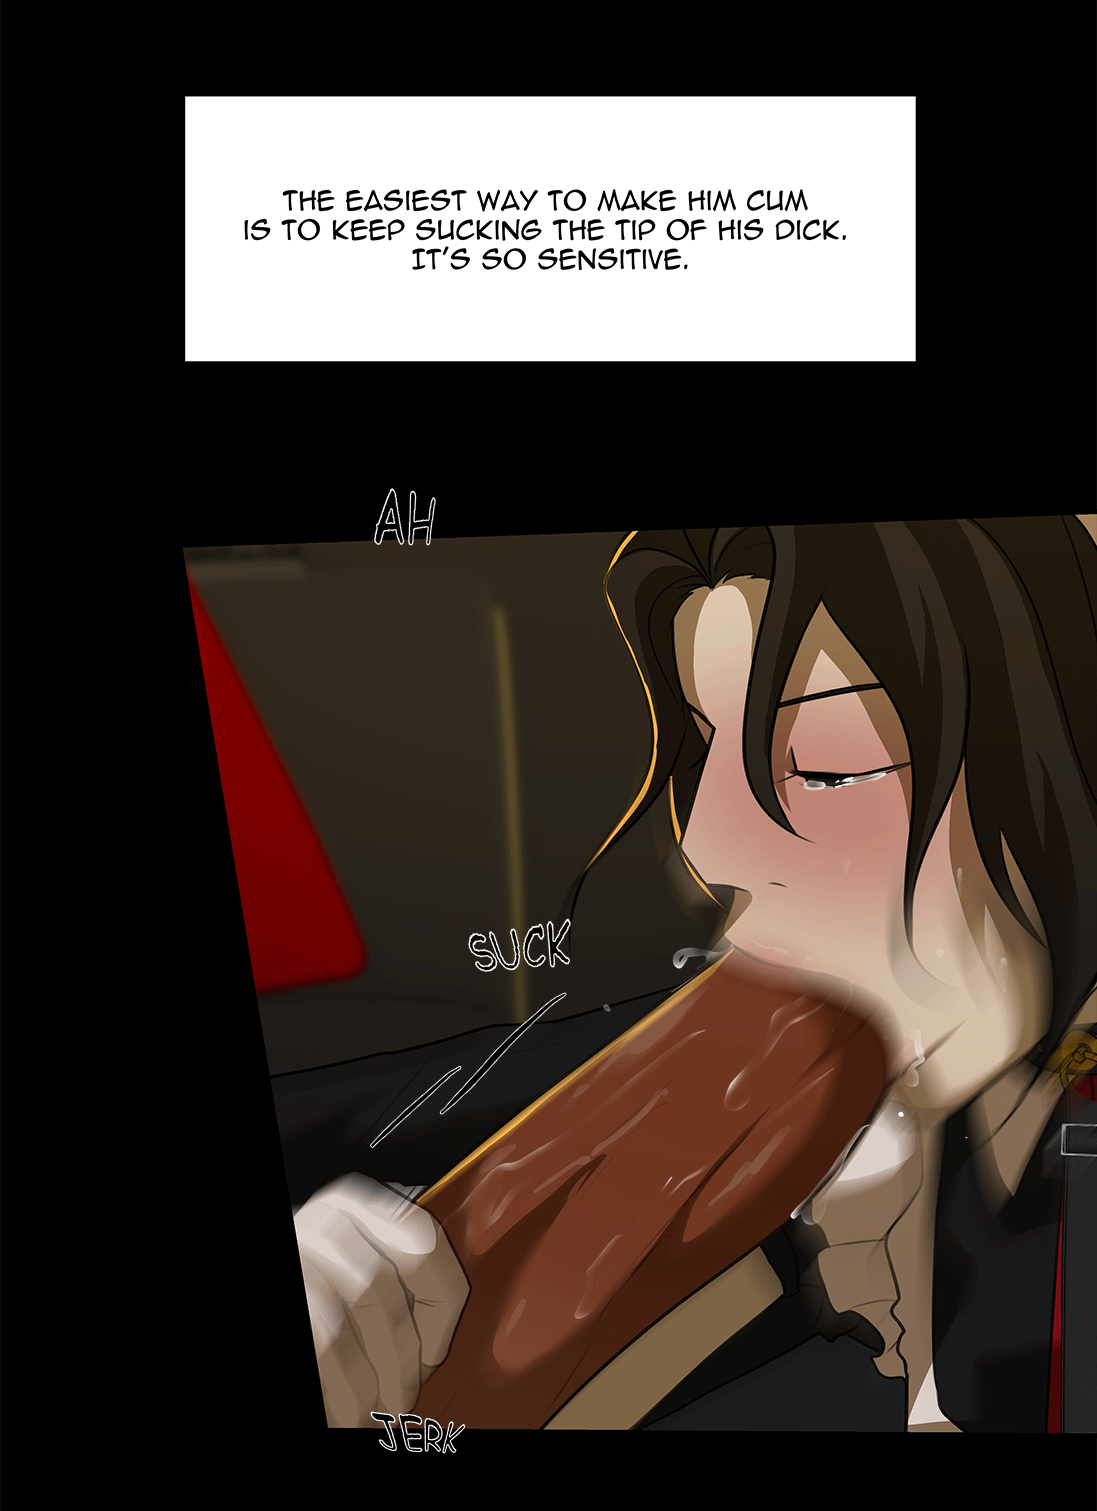 THE EASIEST WAY TO MAKE HIM CUM
IS TO KEEP SUCKING THE TIP OF HIS DICK.
IT'S SO SENSITIVE.
AH
SUCK
JERK